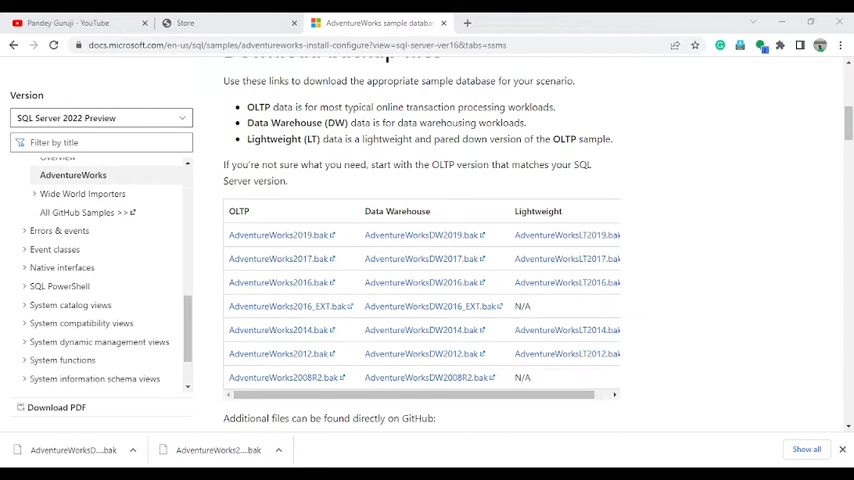 Pandey Guruji - YouTube
Store
AdventureWorks sample databa
docs.microsoft.com/en-us/sql/samples/adventureworks-install-configure?view=sql-server-ver16&tabs=ssms
Version
SQL Server 2022 Preview
Filter by title
Overview
AdventureWorks
Wide World Importers
All GitHub Samples >>
Errors & events
Event classes
Native interfaces
SQL PowerShell
System catalog views
System compatibility views
System dynamic management views
System functions
System information schema views
Download PDF
Download backup files
Use these links to download the appropriate sample database for your scenario.
• OLTP data is for most typical online transaction processing workloads.
• Data Warehouse (DW) data is for data warehousing workloads.
• Lightweight (LT) data is a lightweight and pared down version of the OLTP sample.
If you're not sure what you need, start with the OLTP version that matches your SQL
Server version.
OLTP Data Warehouse Lightweight
AdventureWorks2019.bak AdventureWorksDW2019.bak AdventureWorksLT2019.bak
AdventureWorks2017.bak AdventureWorksDW2017.bak AdventureWorksLT2017.bak
AdventureWorks2016.bak AdventureWorksDW2016.bak AdventureWorksLT2016.bak
AdventureWorks2016_EXT.bak AdventureWorksDW2016_EXT.bak N/A
AdventureWorks2014.bak AdventureWorksDW2014.bak AdventureWorksLT2014.bak
AdventureWorks2012.bak AdventureWorksDW2012.bak AdventureWorksLT2012.bak
AdventureWorks2008R2.bak AdventureWorksDW2008R2.bak N/A
Additional files can be found directly on GitHub:
AdventureWorksD....bak
AdventureWorks2....bak
Show all